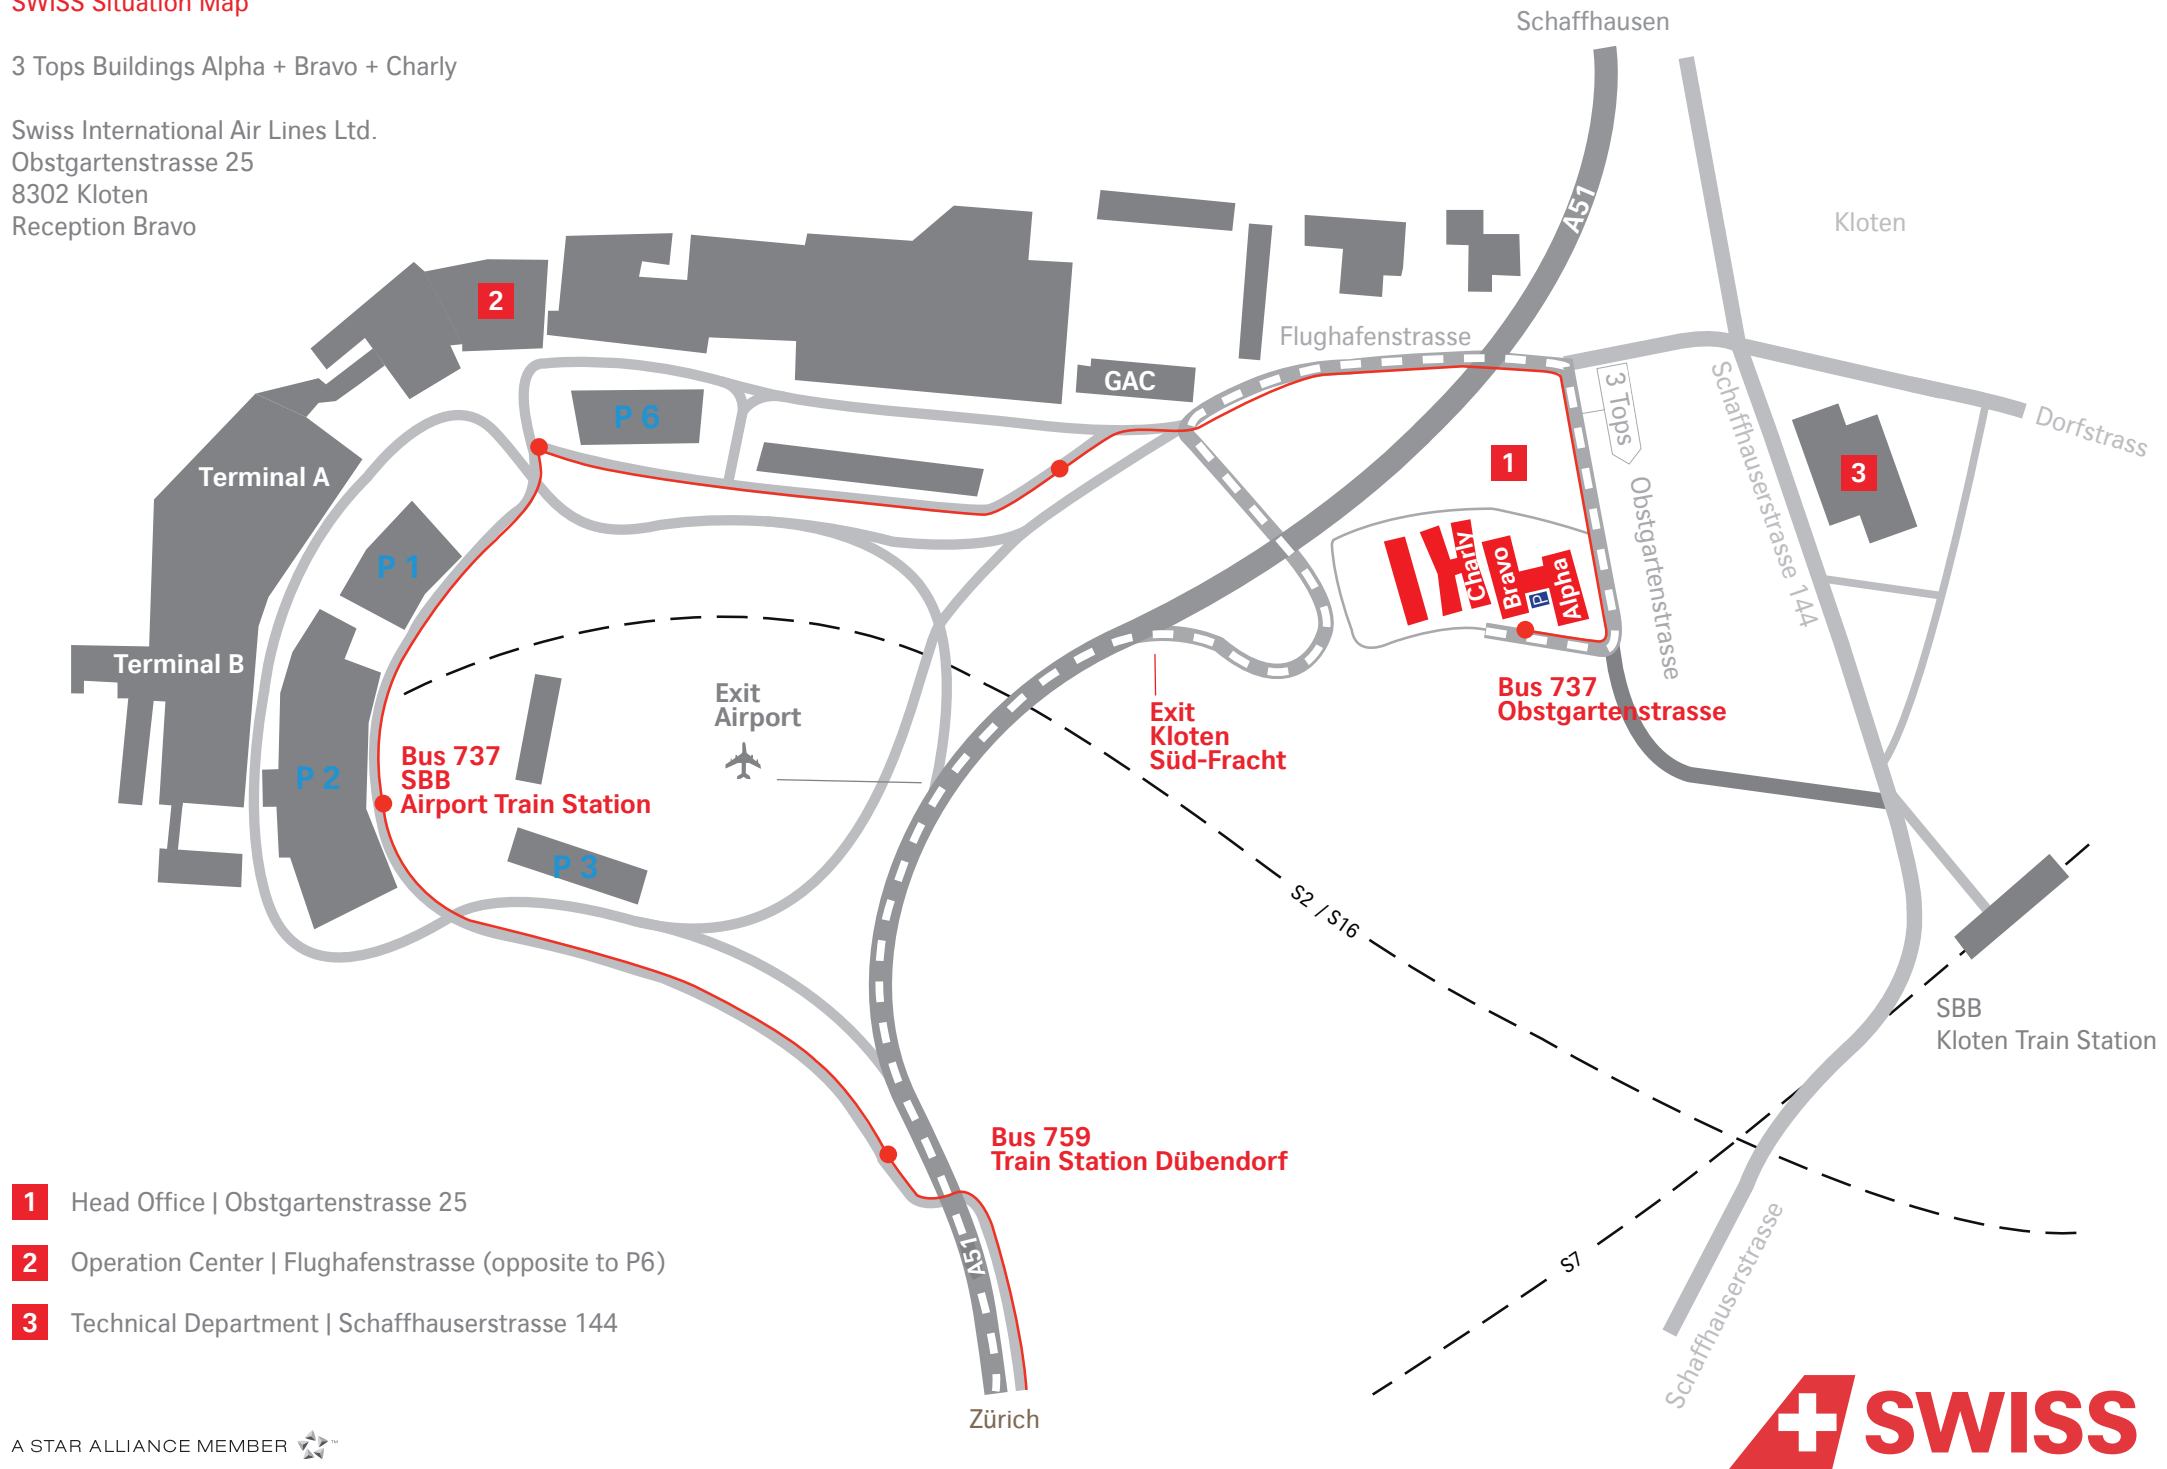 SWISS Situation Map
3 Tops Buildings Alpha + Bravo + Charly
Swiss International Air Lines Ltd.
Obstgartenstrasse 25
8302 Kloten
Reception Bravo
Schaffhausen
A51
Kloten
2
Flughafenstrasse
GAC
3 Tops
Schaffhauserstrasse 144
Dorfstrass
P 6
Terminal A
1
3
Obstgartenstrasse
P 1
Charly
Bravo
P
Alpha
Terminal B
Exit
Airport
Exit
Kloten
Süd-Fracht
Bus 737
Obstgartenstrasse
P 2
Bus 737
SBB
Airport Train Station
P 3
S2 / S16
SBB
Kloten Train Station
Bus 759
Train Station Dübendorf
A51
S7
Schaffhauserstrasse
Zürich
1 Head Office | Obstgartenstrasse 25
2 Operation Center | Flughafenstrasse (opposite to P6)
3 Technical Department | Schaffhauserstrasse 144
A STAR ALLIANCE MEMBER ™
SWISS